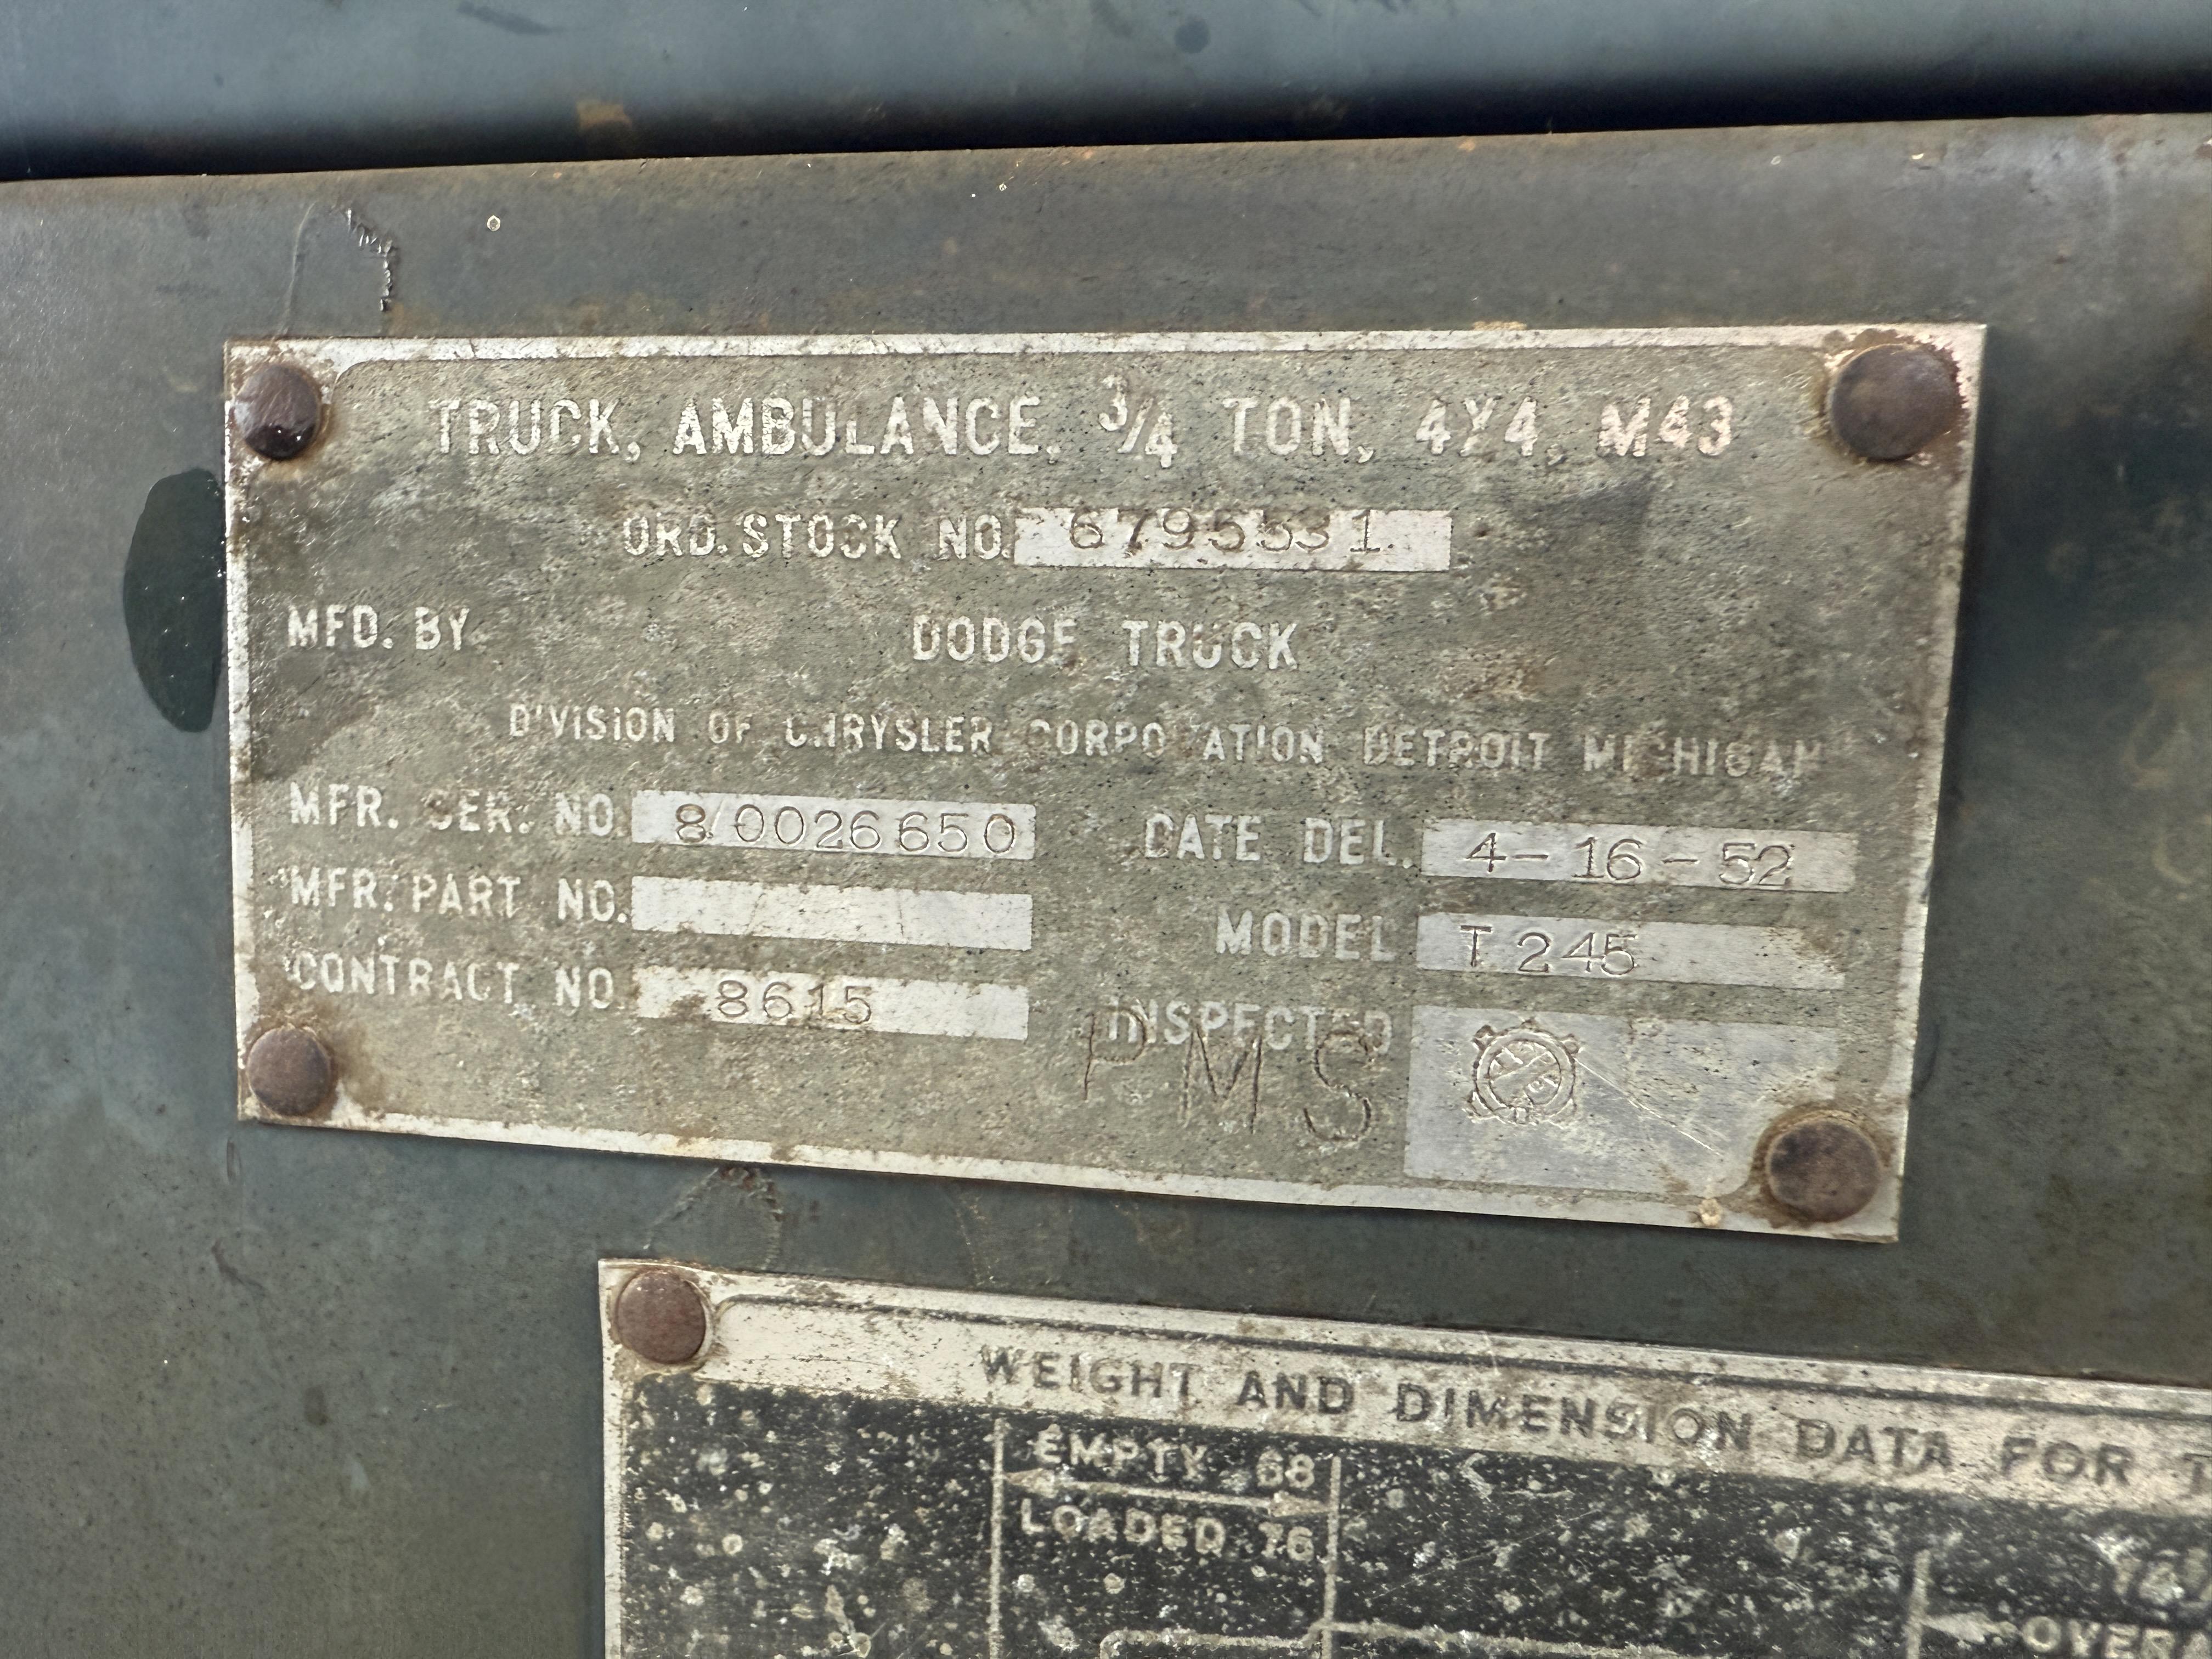 TRUCK, AMBULANCE, 3/4 TON, 4X4, M43
ORD. STOCK NO. 6795531
MFD. BY DODGE TRUCK
DIVISION OF CHRYSLER CORPORATION DETROIT MICHIGAN
MFR. SER. NO. 8/0026650 DATE DEL. 4-16-52
MFR. PART NO. MODEL T245
CONTRACT NO. 8615 INSPECTED
PMS
WEIGHT AND DIMENSION DATA FOR
EMPTY 68
LOADED 76